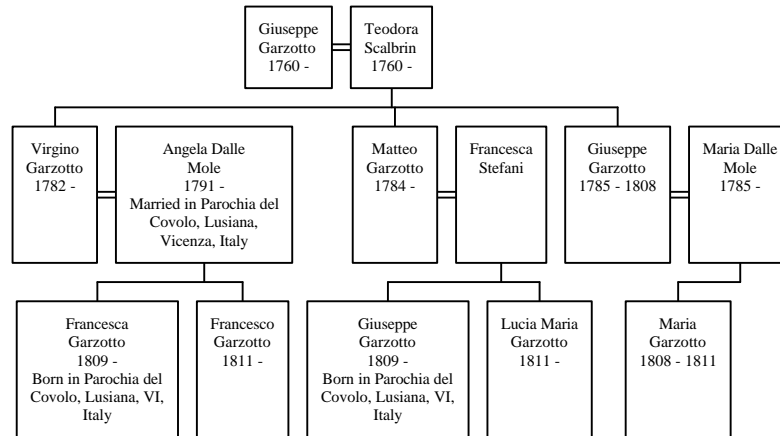 Giuseppe
Garzotto
1760 -
Teodora
Scalbrin
1760 -
Virgino
Garzotto
1782 -
Angela Dalle
Mole
1791 -
Married in Parochia del
Covolo, Lusiana,
Vicenza, Italy
Matteo
Garzotto
1784 -
Francesca
Stefani
Giuseppe
Garzotto
1785 - 1808
Maria Dalle
Mole
1785 -
Francesca
Garzotto
1809 -
Born in Parochia del
Covolo, Lusiana, VI,
Italy
Francesco
Garzotto
1811 -
Giuseppe
Garzotto
1809 -
Born in Parochia del
Covolo, Lusiana, VI,
Italy
Lucia Maria
Garzotto
1811 -
Maria
Garzotto
1808 - 1811